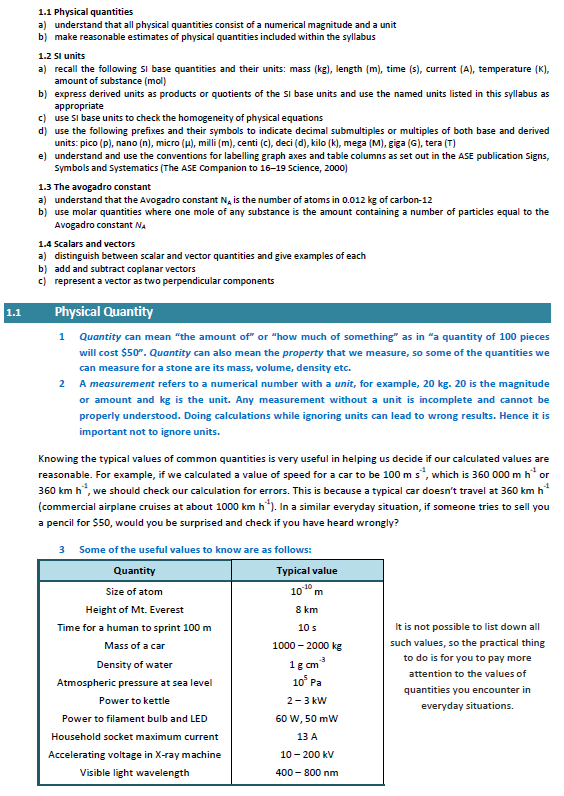 1.1 Physical quantities
a) understand that all physical quantities consist of a numerical magnitude and a unit
b) make reasonable estimates of physical quantities included within the syllabus
1.2 SI units
a) recall the following SI base quantities and their units: mass (kg), length (m), time (s), current (A), temperature (K),
amount of substance (mol)
b) express derived units as products or quotients of the SI base units and use the named units listed in this syllabus as
appropriate
c) use SI base units to check the homogeneity of physical equations
d) use the following prefixes and their symbols to indicate decimal submultiples or multiples of both base and derived
units: pico (p), nano (n), micro (μ), milli (m), centi (c), deci (d), kilo (k), mega (M), giga (G), tera (T)
e) understand and use the conventions for labelling graph axes and table columns as set out in the ASE publication Signs,
Symbols and Systematics (The ASE Companion to 16–19 Science, 2000)
1.3 The avogadro constant
a) understand that the Avogadro constant N_A is the number of atoms in 0.012 kg of carbon-12
b) use molar quantities where one mole of any substance is the amount containing a number of particles equal to the
Avogadro constant N_A
1.4 Scalars and vectors
a) distinguish between scalar and vector quantities and give examples of each
b) add and subtract coplanar vectors
c) represent a vector as two perpendicular components
1.1 Physical Quantity
1 Quantity can mean “the amount of” or “how much of something” as in “a quantity of 100 pieces
will cost $50”. Quantity can also mean the property that we measure, so some of the quantities we
can measure for a stone are its mass, volume, density etc.
2 A measurement refers to a numerical number with a unit, for example, 20 kg. 20 is the magnitude
or amount and kg is the unit. Any measurement without a unit is incomplete and cannot be
properly understood. Doing calculations while ignoring units can lead to wrong results. Hence it is
important not to ignore units.
Knowing the typical values of common quantities is very useful in helping us decide if our calculated values are
reasonable. For example, if we calculated a value of speed for a car to be 100 m s⁻¹, which is 360 000 m h⁻¹ or
360 km h⁻¹, we should check our calculation for errors. This is because a typical car doesn’t travel at 360 km h⁻¹
(commercial airplane cruises at about 1000 km h⁻¹). In a similar everyday situation, if someone tries to sell you
a pencil for $50, would you be surprised and check if you have heard wrongly?
3 Some of the useful values to know are as follows:
Quantity Typical value
Size of atom 10⁻¹⁰ m
Height of Mt. Everest 8 km
Time for a human to sprint 100 m 10 s
Mass of a car 1000 – 2000 kg
Density of water 1 g cm⁻³
Atmospheric pressure at sea level 10⁵ Pa
Power to kettle 2 – 3 kW
Power to filament bulb and LED 60 W, 50 mW
Household socket maximum current 13 A
Accelerating voltage in X-ray machine 10 – 200 kV
Visible light wavelength 400 – 800 nm
It is not possible to list down all
such values, so the practical thing
to do is for you to pay more
attention to the values of
quantities you encounter in
everyday situations.